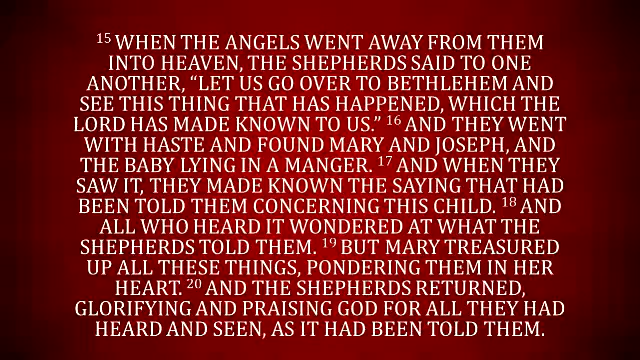 15 WHEN THE ANGELS WENT AWAY FROM THEM
INTO HEAVEN, THE SHEPHERDS SAID TO ONE
ANOTHER, “LET US GO OVER TO BETHLEHEM AND
SEE THIS THING THAT HAS HAPPENED, WHICH THE
LORD HAS MADE KNOWN TO US.” 16 AND THEY WENT
WITH HASTE AND FOUND MARY AND JOSEPH, AND
THE BABY LYING IN A MANGER. 17 AND WHEN THEY
SAW IT, THEY MADE KNOWN THE SAYING THAT HAD
BEEN TOLD THEM CONCERNING THIS CHILD. 18 AND
ALL WHO HEARD IT WONDERED AT WHAT THE
SHEPHERDS TOLD THEM. 19 BUT MARY TREASURED
UP ALL THESE THINGS, PONDERING THEM IN HER
HEART. 20 AND THE SHEPHERDS RETURNED,
GLORIFYING AND PRAISING GOD FOR ALL THEY HAD
HEARD AND SEEN, AS IT HAD BEEN TOLD THEM.